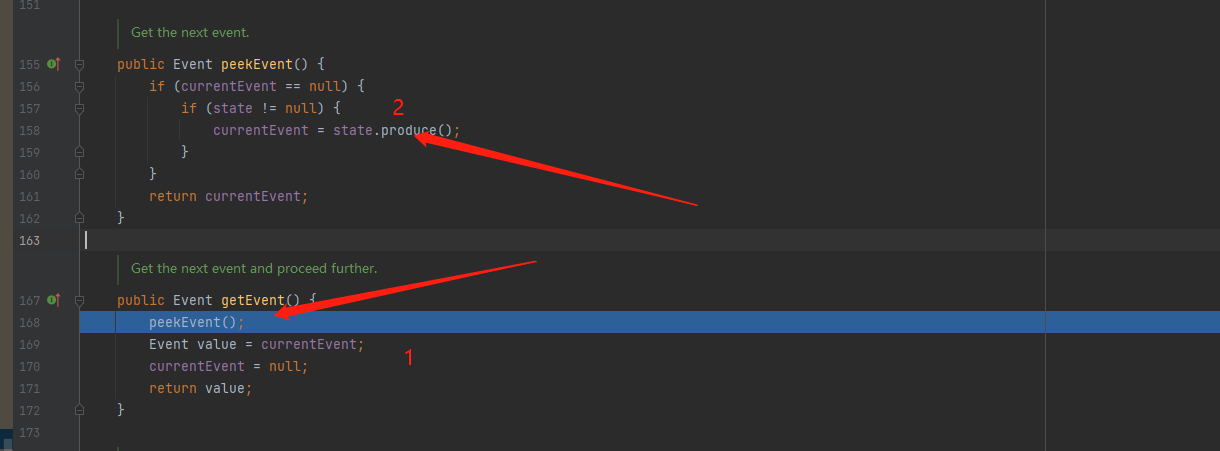 151
Get the next event.
155 public Event peekEvent() {
156 if (currentEvent == null) {
157 if (state != null) {
2
158 currentEvent = state.produce();
159 }
160 }
161 return currentEvent;
162 }
163
Get the next event and proceed further.
167 public Event getEvent() {
168 peekEvent();
169 Event value = currentEvent;
1
170 currentEvent = null;
171 return value;
172 }
173